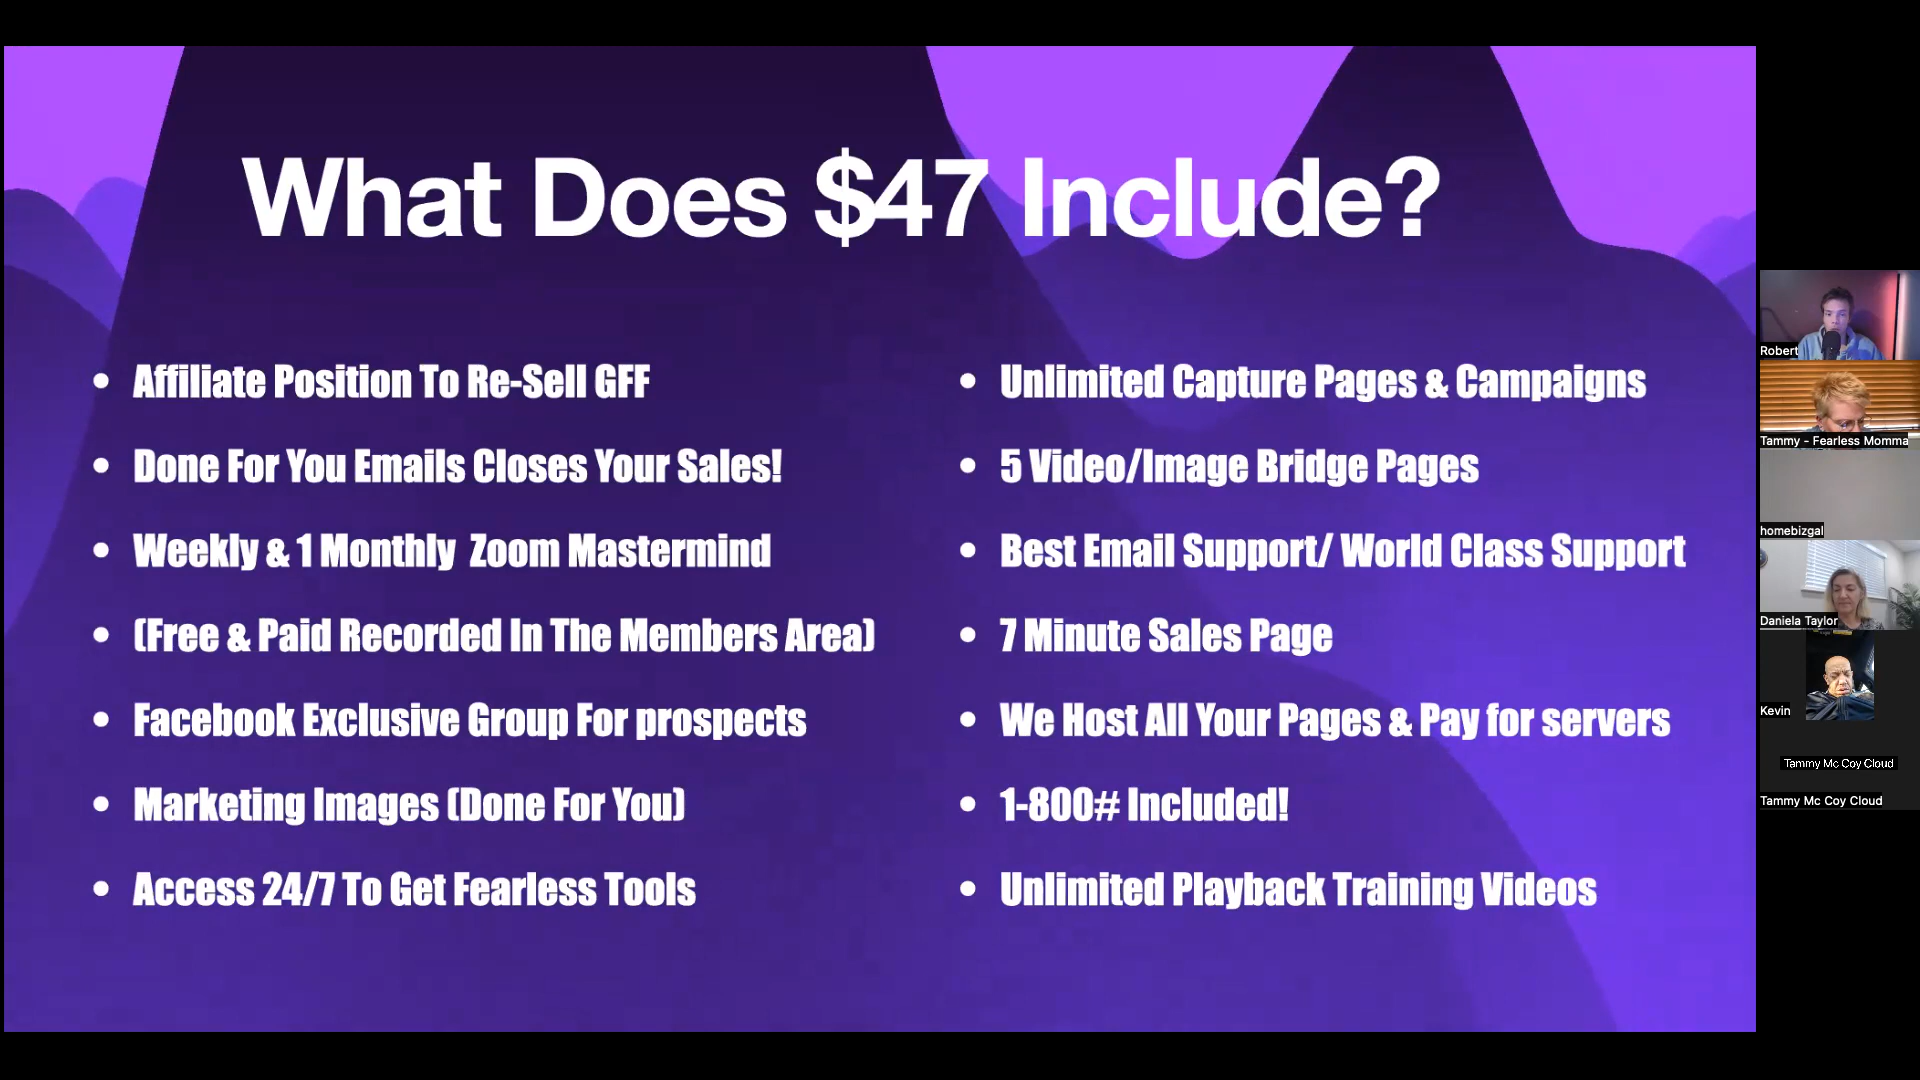 What Does $47 Include?
Affiliate Position To Re-Sell GFF
Done For You Emails Closes Your Sales!
Weekly & 1 Monthly Zoom Mastermind
(Free & Paid Recorded In The Members Area)
Facebook Exclusive Group For prospects
Marketing Images (Done For You)
Access 24/7 To Get Fearless Tools
Unlimited Capture Pages & Campaigns
5 Video/Image Bridge Pages
Best Email Support/ World Class Support
7 Minute Sales Page
We Host All Your Pages & Pay for servers
1-800# Included!
Unlimited Playback Training Videos
Robert
Tammy - Fearless Momma
homebizgal
Daniela Taylor
Kevin
Tammy Mc Coy Cloud
Tammy Mc Coy Cloud